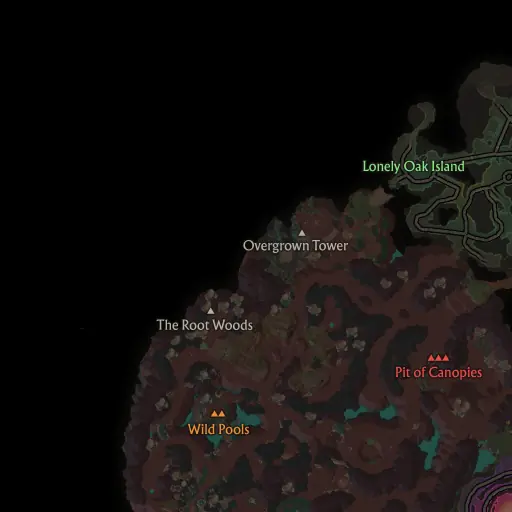 Lonely Oak Island
Overgrown Tower
The Root Woods
Pit of Canopies
Wild Pools